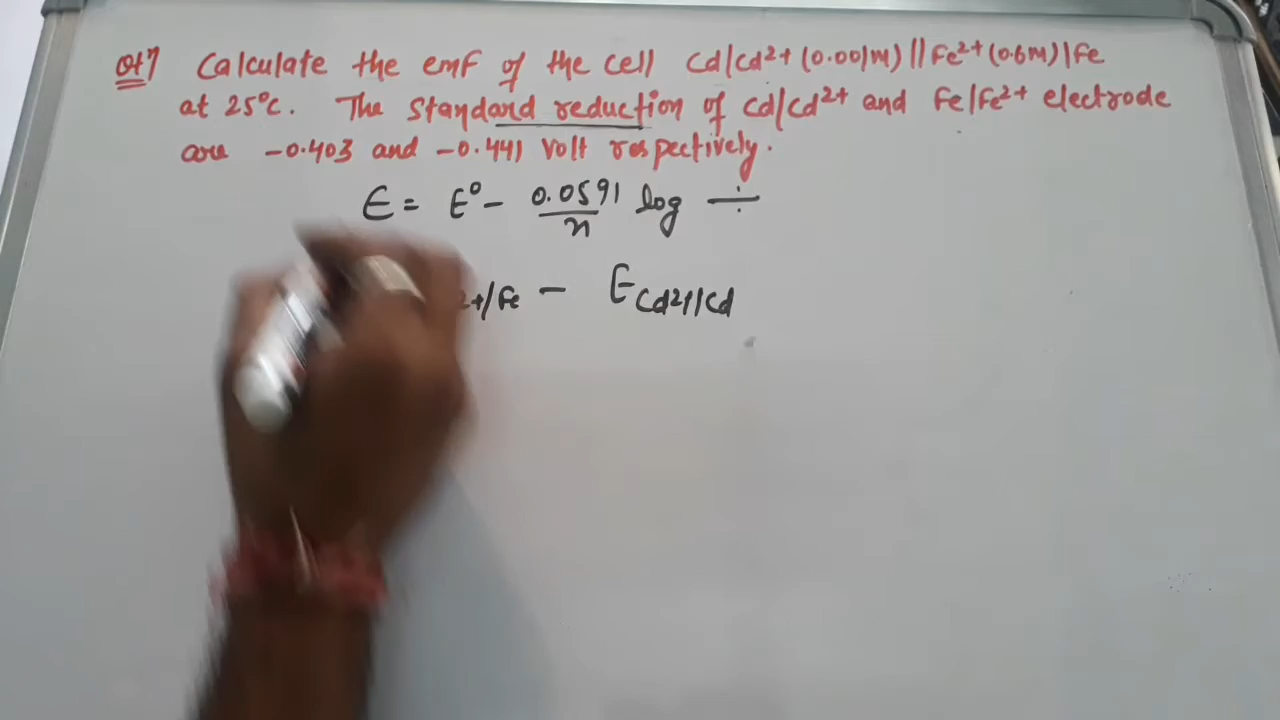 Q17 Calculate the emf of the cell Cd/Cd2+ (0.001M) || Fe2+ (0.6M) | Fe
at 25°C. The Standard reduction of Cd/Cd2+ and Fe/Fe2+ electrode
are -0.403 and -0.441 Volt respectively.
E = E° - 0.0591/n log ÷
2+/Fe - E Cd2+/Cd